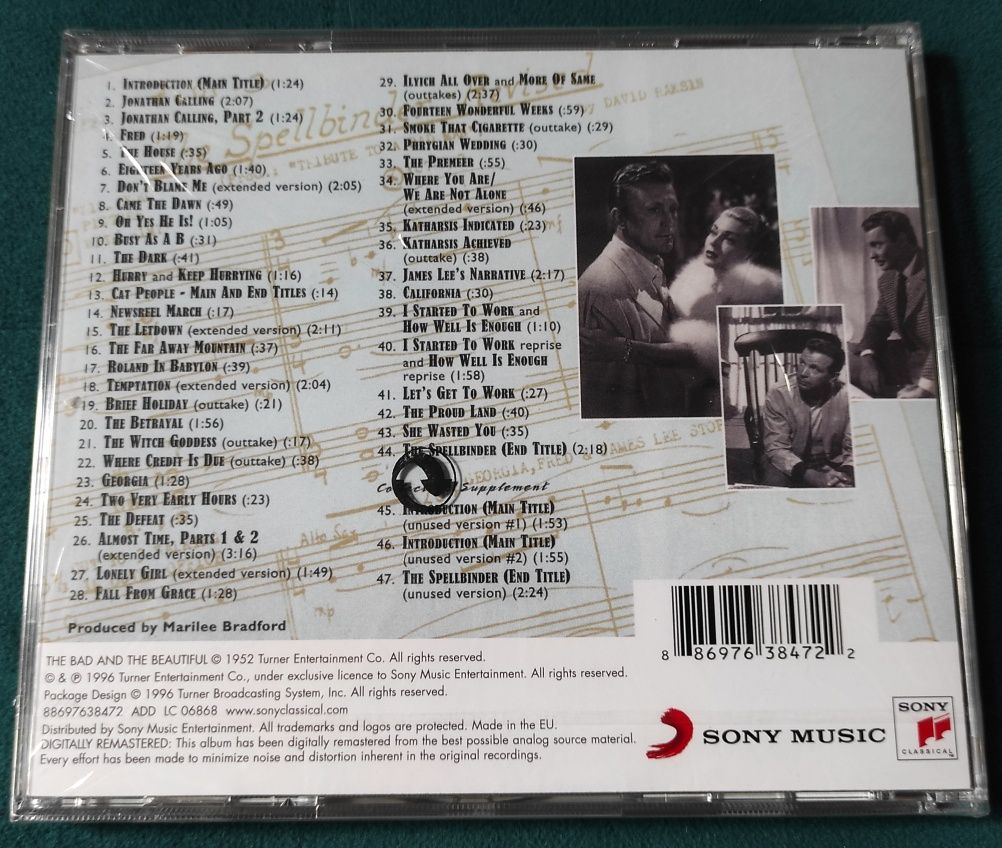 1. INTRODUCTION (MAIN TITLE) (1:24)
2. JONATHAN CALLING (2:07)
3. JONATHAN CALLING, PART 2 (1:24)
4. FRED (1:19)
5. THE HOUSE (:35)
6. EIGHTEEN YEARS AGO (1:40)
7. DON'T BLAME ME (extended version) (2:05)
8. CAME THE DAWN (:49)
9. OH YES HE IS! (1:05)
10. BUSY AS A B (:31)
11. THE DARK (:41)
12. HURRY and KEEP HURRYING (1:16)
13. CAT PEOPLE - MAIN AND END TITLES (:14)
14. NEWSREEL MARCH (:17)
15. THE LETDOWN (extended version) (2:11)
16. THE FAR AWAY MOUNTAIN (:37)
17. ROLAND IN BABYLON (:39)
18. TEMPTATION (extended version) (2:04)
19. BRIEF HOLIDAY (outtake) (:21)
20. THE BETRAYAL (1:56)
21. THE WITCH GODDESS (outtake) (:17)
22. WHERE CREDIT IS DUE (outtake) (:38)
23. GEORGIA (1:28)
24. TWO VERY EARLY HOURS (:23)
25. THE DEFEAT (:35)
26. ALMOST TIME, PARTS 1 & 2
(extended version) (3:16)
27. LONELY GIRL (extended version) (1:49)
28. FALL FROM GRACE (1:28)
29. ILYICH ALL OVER and MORE OF SAME
(outtakes) (2:37)
30. FOURTEEN WONDERFUL WEEKS (:59)
31. SMOKE THAT CIGARETTE (outtake) (:29)
32. PHRYGIAN WEDDING (:30)
33. THE PREMEER (:55)
34. WHERE YOU ARE/
WE ARE NOT ALONE
(extended version) (:46)
35. KATHARSIS INDICATED (:23)
36. KATHARSIS ACHIEVED
(outtake) (:38)
37. JAMES LEE'S NARRATIVE (2:17)
38. CALIFORNIA (:30)
39. I STARTED TO WORK and
HOW WELL IS ENOUGH (1:10)
40. I STARTED TO WORK reprise
and HOW WELL IS ENOUGH
reprise (1:58)
41. LET'S GET TO WORK (:27)
42. THE PROUD LAND (:40)
43. SHE WASTED YOU (:35)
44. THE SPELLBINDER (END TITLE) (2:18)
Supplement
45. INTRODUCTION (MAIN TITLE)
(unused version #1) (1:53)
46. INTRODUCTION (MAIN TITLE)
(unused version #2) (1:55)
47. THE SPELLBINDER (END TITLE)
(unused version) (2:24)
Spellbinder
DAVID RAKSIN
"TRIBUTE TO
GEORGIA, FRED & JAMES LEE
Alto Sax
mf
mp
Produced by Marilee Bradford
8 86976 38472 2
THE BAD AND THE BEAUTIFUL © 1952 Turner Entertainment Co. All rights reserved.
© & ℗ 1996 Turner Entertainment Co., under exclusive licence to Sony Music Entertainment. All rights reserved.
Package Design © 1996 Turner Broadcasting System, Inc. All rights reserved.
88697638472 ADD LC 06868 www.sonyclassical.com
Distributed by Sony Music Entertainment. All trademarks and logos are protected. Made in the EU.
DIGITALLY REMASTERED: This album has been digitally remastered from the best possible analog source material.
Every effort has been made to minimize noise and distortion inherent in the original recordings.
SONY MUSIC
SONY
CLASSICAL